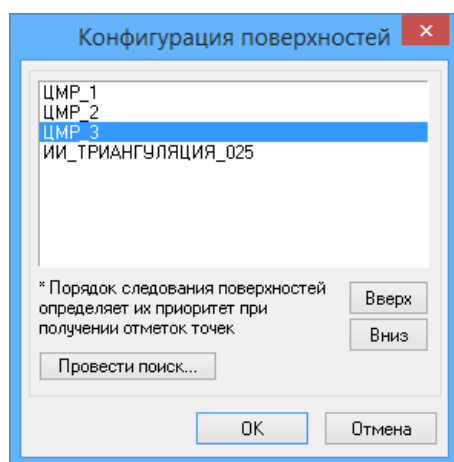 Конфигурация поверхностей
ЦМР_1
ЦМР_2
ЦМР_3
ИИ_ТРИАНГУЛЯЦИЯ_025
* Порядок следования поверхностей
определяет их приоритет при
получении отметок точек
Вверх
Вниз
Провести поиск...
OK
Отмена